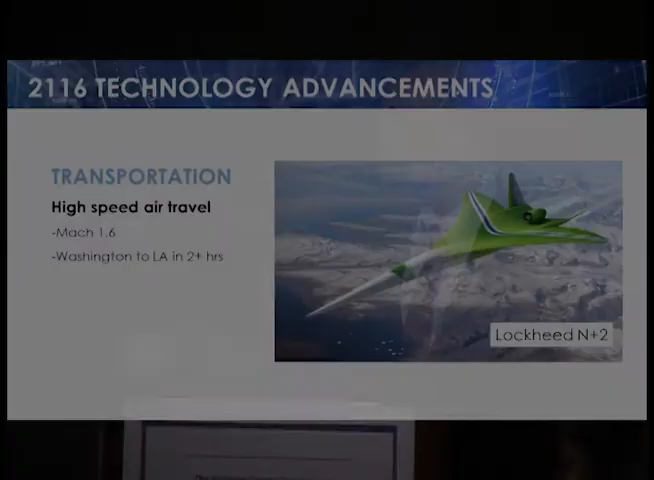 2116 TECHNOLOGY ADVANCEMENTS
TRANSPORTATION
High speed air travel
-Mach 1.6
-Washington to LA in 2+ hrs
Lockheed N+2